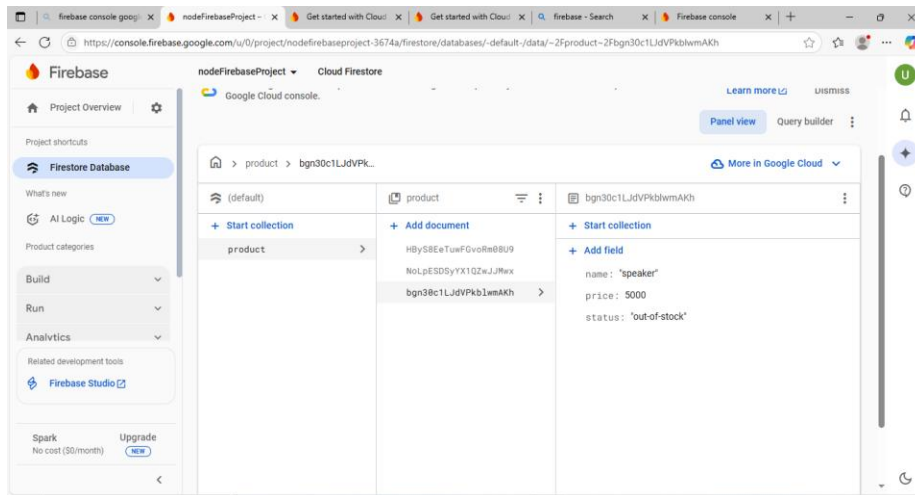 firebase console googl
nodeFirebaseProject –
Get started with Cloud
Get started with Cloud
firebase - Search
Firebase console
https://console.firebase.google.com/u/0/project/nodefirebaseproject-3674a/firestore/databases/-default-/data/~2Fproduct~2Fbgn30c1LJdVPkblwmAKh
Firebase
nodeFirebaseProject
Cloud Firestore
U
Google Cloud console.
Learn more
Dismiss
Project Overview
Panel view
Query builder
Project shortcuts
Firestore Database
product
bgn30c1LJdVPk...
More in Google Cloud
What's new
AI Logic NEW
(default)
product
bgn30c1LJdVPkblwmAKh
+ Start collection
+ Add document
+ Start collection
Product categories
product
HByS8EeTuwFGvoRm08U9
+ Add field
NoLpESDSyYX1QZwJJMwx
name: "speaker"
Build
bgn30c1LJdVPkblwmAKh
price: 5000
Run
status: "out-of-stock"
Analytics
Related development tools
Firebase Studio
Spark
Upgrade
No cost ($0/month)
NEW